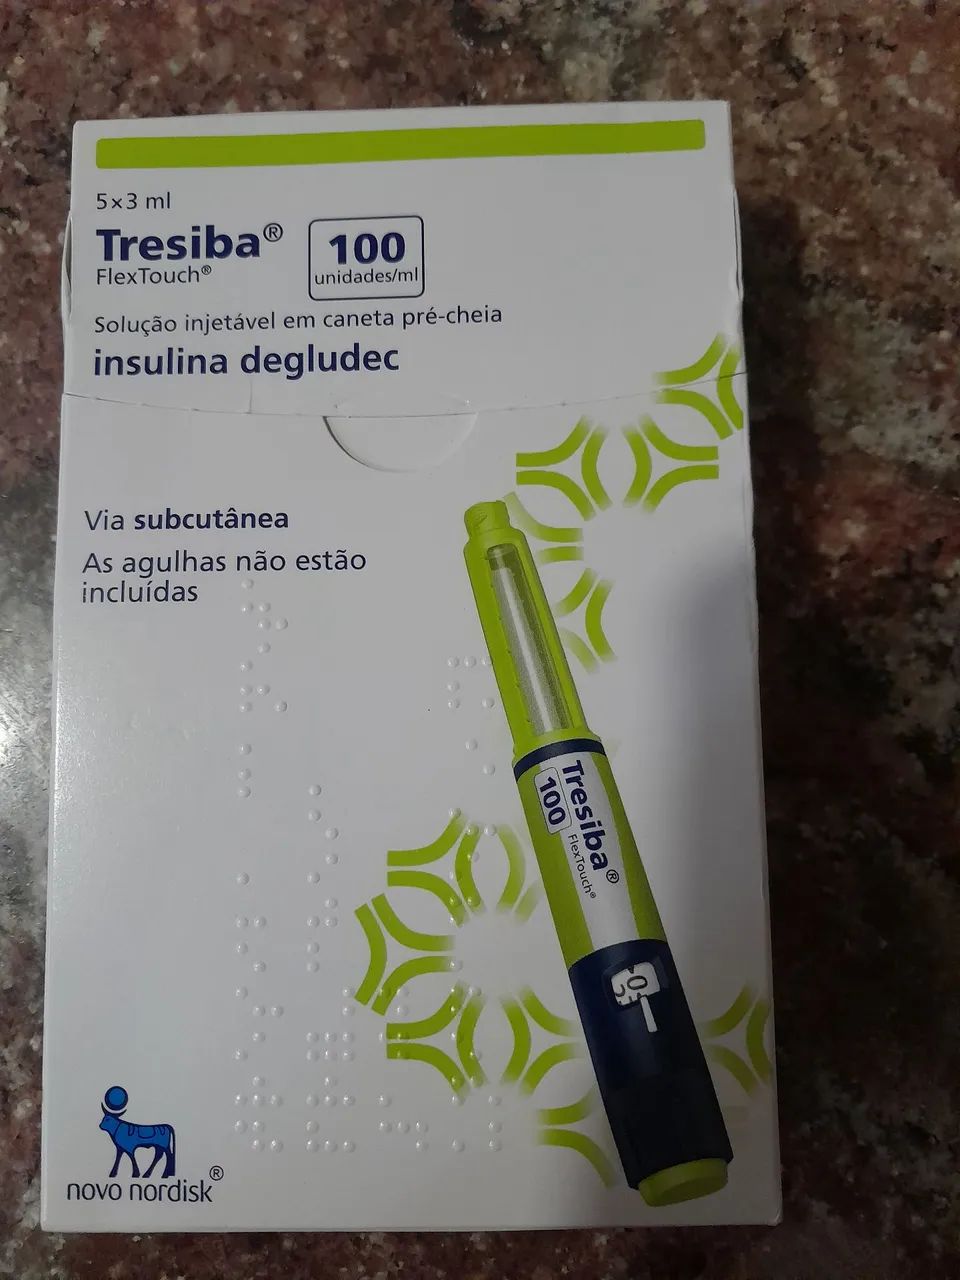 5×3 ml
Tresiba®
FlexTouch®
100
unidades/ml
Solução injetável em caneta pré-cheia
insulina degludec
Via subcutânea
As agulhas não estão
incluídas
Tresiba®
100
FlexTouch®
novo nordisk®